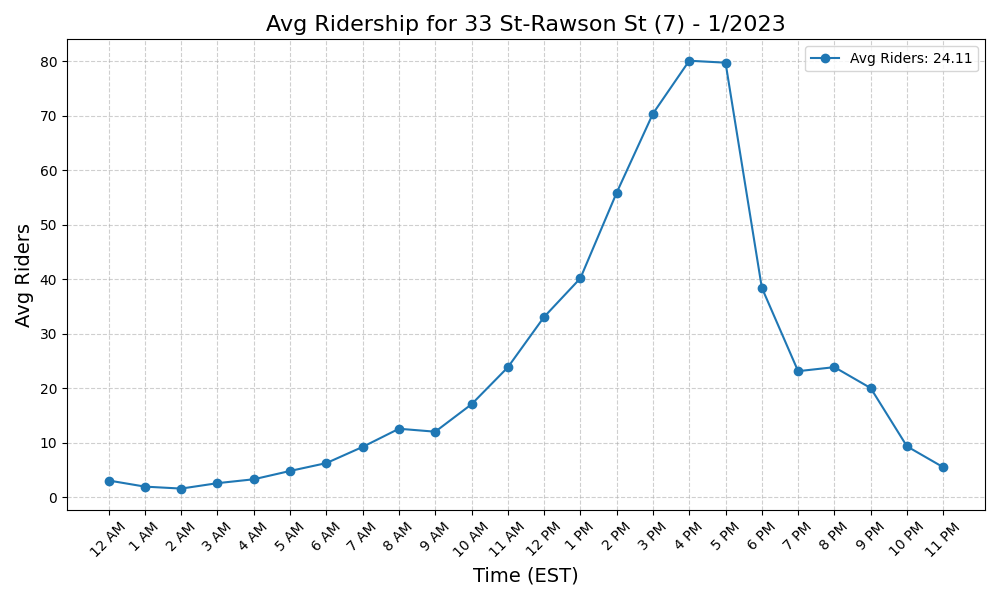 Avg Ridership for 33 St-Rawson St (7) - 1/2023
Avg Riders: 24.11
80
70
60
50
40
30
20
10
0
Avg Riders
12 AM
1 AM
2 AM
3 AM
4 AM
5 AM
6 AM
7 AM
8 AM
9 AM
10 AM
11 AM
12 PM
1 PM
2 PM
3 PM
4 PM
5 PM
6 PM
7 PM
8 PM
9 PM
10 PM
11 PM
Time (EST)